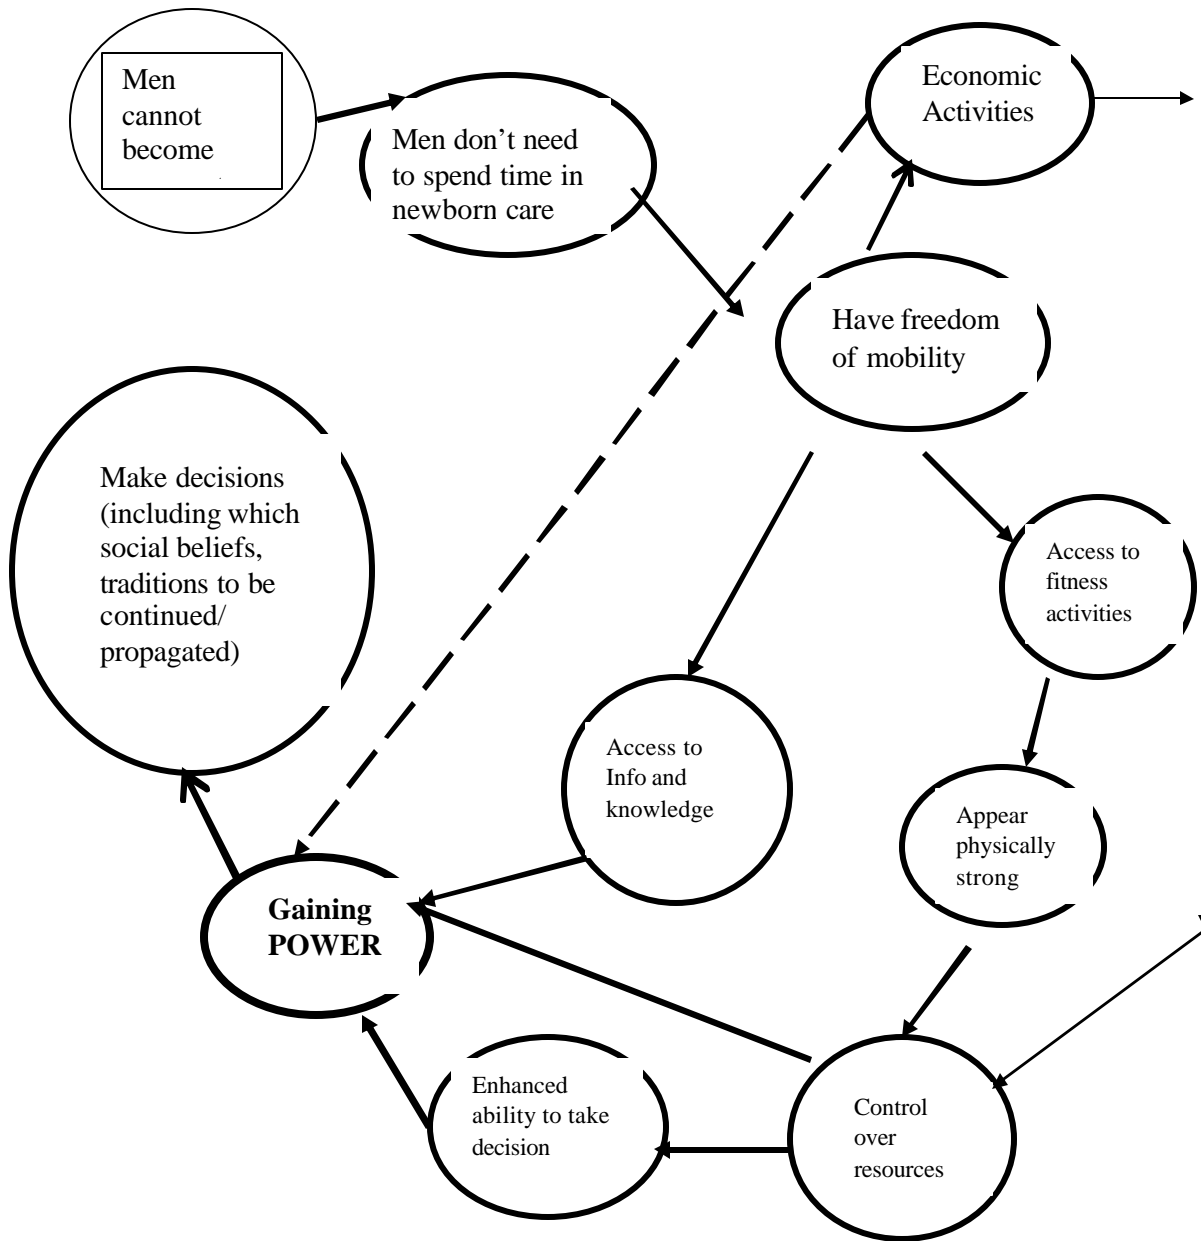 Men
cannot
become
Men don’t need
to spend time in
newborn care
Economic
Activities
Have freedom
of mobility
Make decisions
(including which
social beliefs,
traditions to be
continued/
propagated)
Access to
fitness
activities
Access to
Info and
knowledge
Appear
physically
strong
Gaining
POWER
Enhanced
ability to take
decision
Control
over
resources